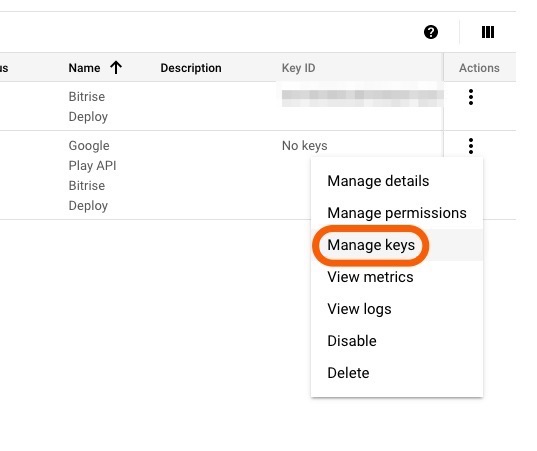 us Name Description Key ID Actions
Bitrise
Deploy
Google No keys
Play API
Bitrise
Deploy
Manage details
Manage permissions
Manage keys
View metrics
View logs
Disable
Delete